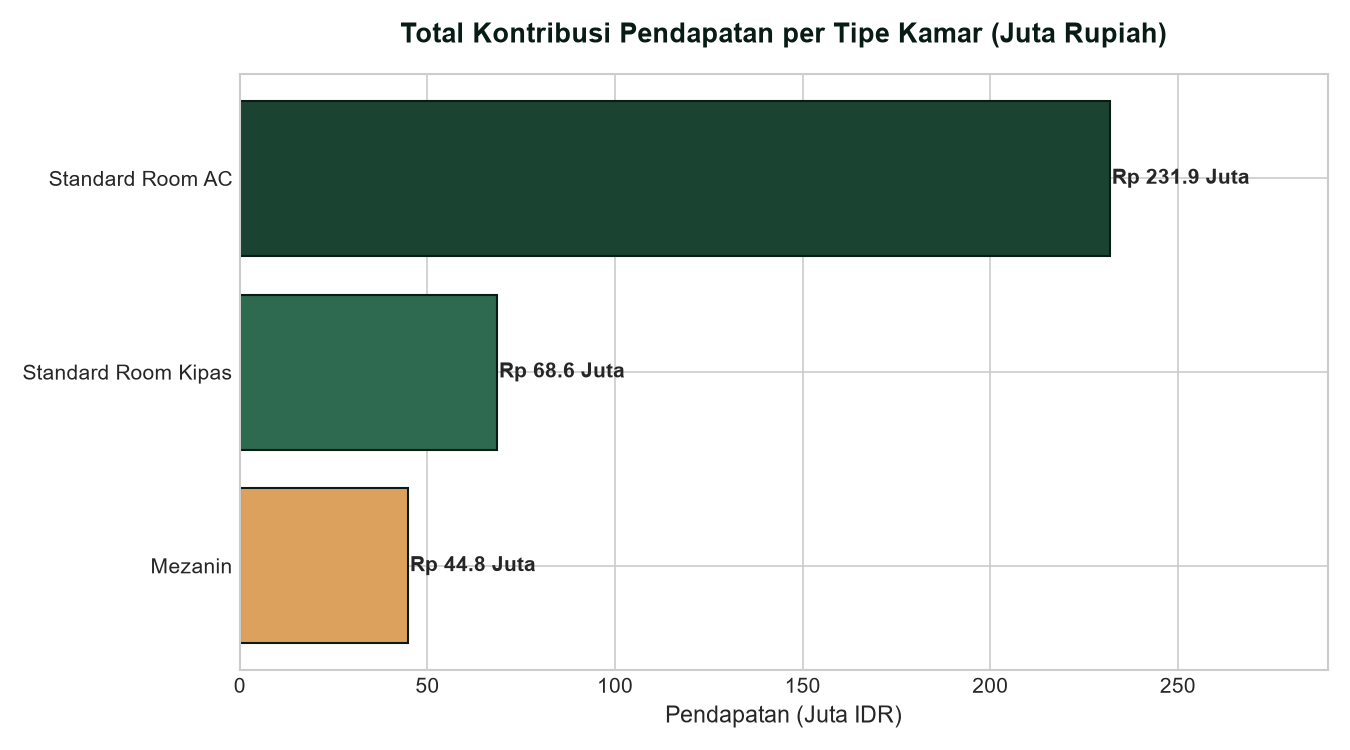 Total Kontribusi Pendapatan per Tipe Kamar (Juta Rupiah)
Standard Room AC
Rp 231.9 Juta
Standard Room Kipas
Rp 68.6 Juta
Mezanin
Rp 44.8 Juta
0 50 100 150 200 250
Pendapatan (Juta IDR)